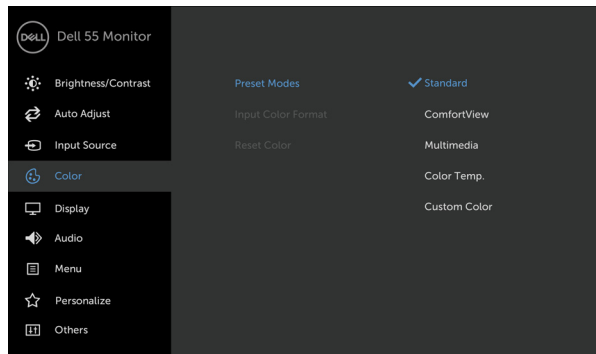 DELL Dell 55 Monitor
Brightness/Contrast
Auto Adjust
Input Source
Color
Display
Audio
Menu
Personalize
Others
Preset Modes
Input Color Format
Reset Color
Standard
ComfortView
Multimedia
Color Temp.
Custom Color